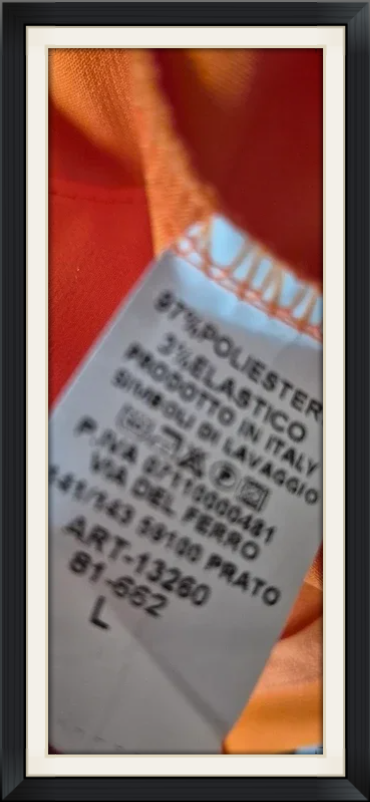 97%POLIESTER
3%ELASTICO
PRODOTTO IN ITALY
SIMBOLI DI LAVAGGIO
P.IVA
VIA DEL FERRO
141/143 59100 PRATO
ART-13260
81-662
L